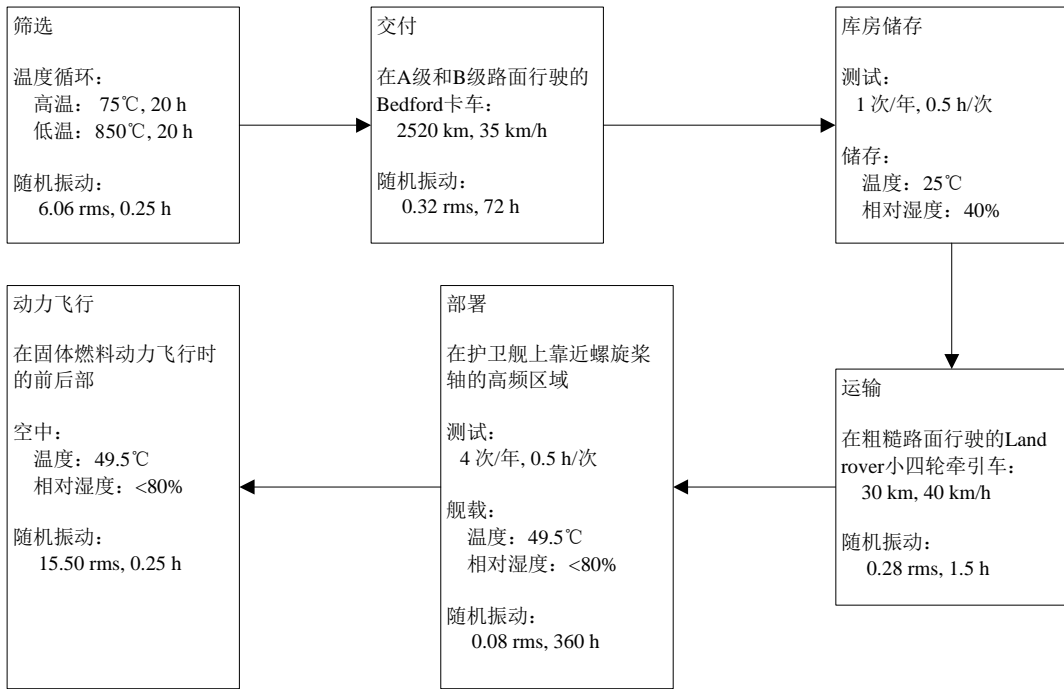 筛选
温度循环：
高温： 75℃, 20 h
低温：850℃, 20 h
随机振动：
6.06 rms, 0.25 h
交付
在A级和B级路面行驶的
Bedford卡车：
2520 km, 35 km/h
随机振动：
0.32 rms, 72 h
库房储存
测试：
1 次/年, 0.5 h/次
储存：
温度：25℃
相对湿度：40%
运输
在粗糙路面行驶的Land
rover小四轮牵引车：
30 km, 40 km/h
随机振动：
0.28 rms, 1.5 h
部署
在护卫舰上靠近螺旋桨
轴的高频区域
测试：
4 次/年, 0.5 h/次
舰载：
温度：49.5℃
相对湿度：<80%
随机振动：
0.08 rms, 360 h
动力飞行
在固体燃料动力飞行时
的前后部
空中：
温度：49.5℃
相对湿度：<80%
随机振动：
15.50 rms, 0.25 h